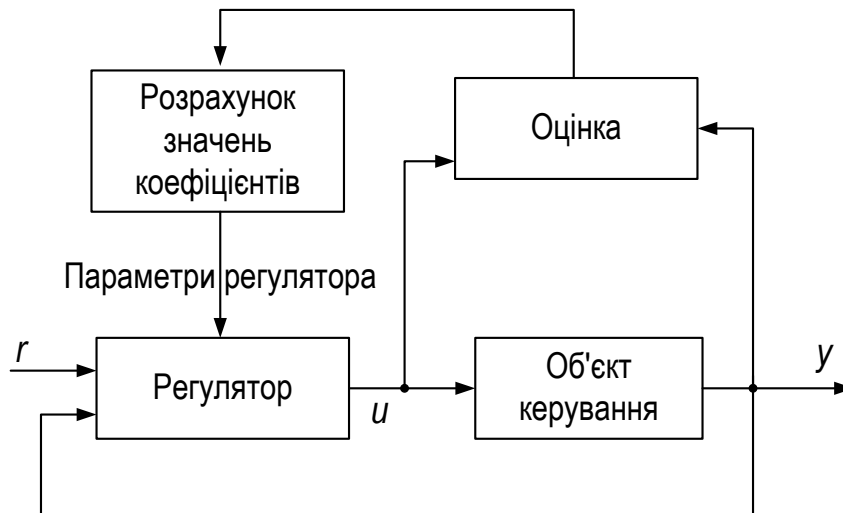 Розрахунок
значень
коефіцієнтів
Оцінка
Параметри регулятора
r
Регулятор
u
Об'єкт
керування
y